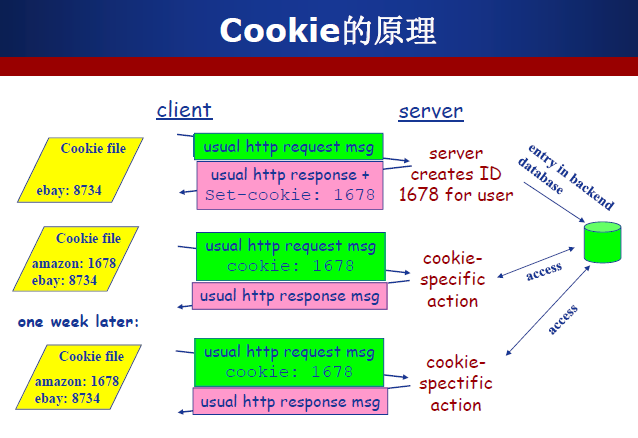 Cookie的原理
client
server
Cookie file
ebay: 8734
usual http request msg
usual http response +
Set-cookie: 1678
server
creates ID
1678 for user
entry in backend
database
Cookie file
amazon: 1678
ebay: 8734
usual http request msg
cookie: 1678
usual http response msg
cookie-
specific
action
access
one week later:
access
Cookie file
amazon: 1678
ebay: 8734
usual http request msg
cookie: 1678
usual http response msg
cookie-
spectific
action